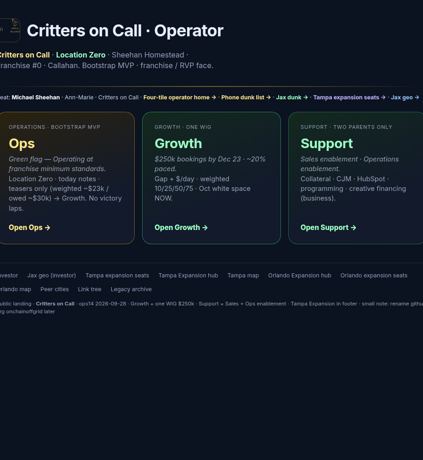 Critters on Call · Operator
Critters on Call · Location Zero · Sheehan Homestead ·
ranchise #0 · Callahan. Bootstrap MVP · franchise / RVP face.
eat: Michael Sheehan · Ann-Marie · Critters on Call · Four-tile operator home → · Phone dunk list → · Jax dunk → · Tampa expansion seats → · Jax geo →
OPERATIONS · BOOTSTRAP MVP
Ops
Operating at
Green flag — Operating at
franchise minimum standards.
Location Zero · today notes ·
teasers only (weighted ~$23k /
owed ~$30k) → Growth. No victory
laps.
Open Ops →
GROWTH · ONE WIG
Growth
$250k bookings by Dec 23 · ~20%
paced.
Gap + $/day · weighted
10/25/50/75 · Oct white space
NOW.
Open Growth →
SUPPORT · TWO PARENTS ONLY
Support
Sales enablement · Operations
enablement.
Collateral · CJM · HubSpot ·
programming · creative financing
(business).
Open Support →
nvestor Jax geo (investor) Tampa expansion seats Tampa Expansion hub Tampa map Orlando Expansion hub Orlando expansion seats
rlando map Peer cities Link tree Legacy archive
ublic landing · Critters on Call · ops14 2026-09-28 · Growth = one WIG $250k · Support = Sales + Ops enablement · Tampa Expansion in footer · small note: rename githu
rg onchainoffgrid later